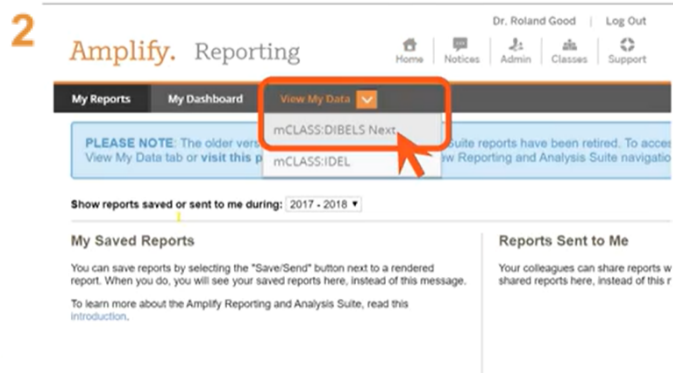 2
Dr. Roland Good | Log Out
Amplify. Reporting
Home Notices Admin Classes Support
My Reports My Dashboard View My Data
mCLASS:DIBELS Next
mCLASS:IDEL
PLEASE NOTE: The older vers uite reports have been retired. To acces
View My Data tab or visit this p w Reporting and Analysis Suite navigatio
Show reports saved or sent to me during: 2017 - 2018
My Saved Reports
You can save reports by selecting the "Save/Send" button next to a rendered
report. When you do, you will see your saved reports here, instead of this message.
To learn more about the Amplify Reporting and Analysis Suite, read this
introduction.
Reports Sent to Me
Your colleagues can share reports w
shared reports here, instead of this r